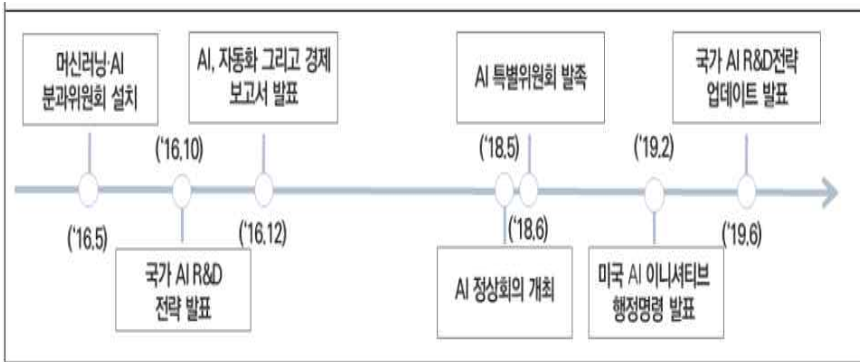 머신러닝·AI
분과위원회 설치
AI, 자동화 그리고 경제
보고서 발표
AI 특별위원회 발족
국가 AI R&D전략
업데이트 발표
('16.10)
('18.5)
('19.2)
('16.5)
('16.12)
('18.6)
('19.6)
국가 AI R&D
전략 발표
AI 정상회의 개최
미국 AI 이니셔티브
행정명령 발표